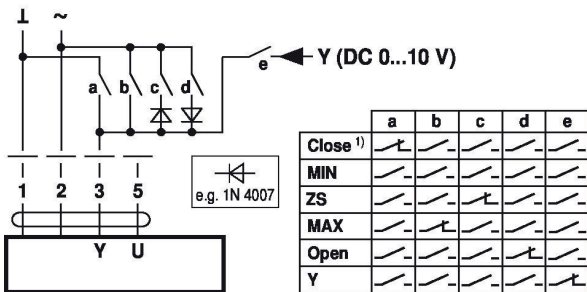 ⊥ ~
a b c d e Y (DC 0...10 V)
1 2 3 5
e.g. 1N 4007
Y U
a b c d e
Close 1)
MIN
ZS
MAX
Open
Y